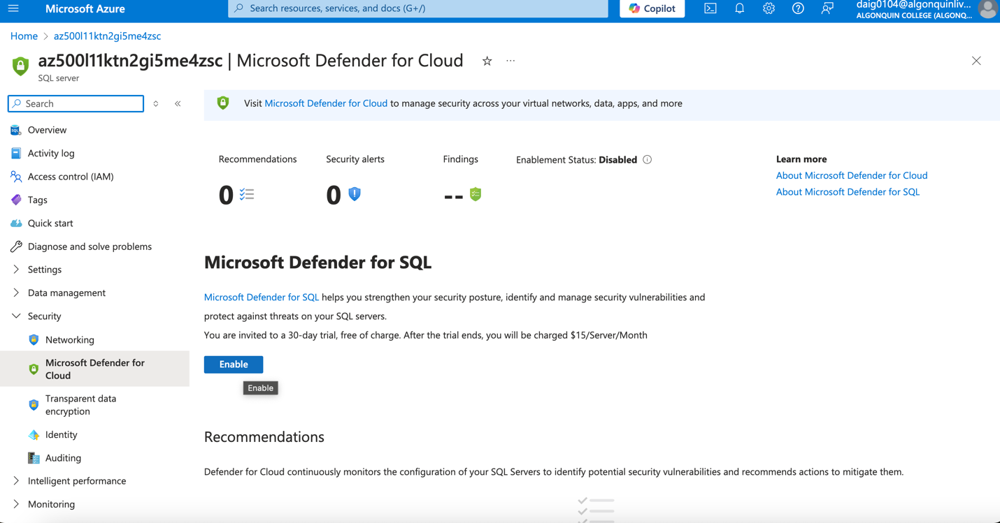 Microsoft Azure
Search resources, services, and docs (G+/)
Copilot
daig0104@algonquinliv...
ALGONQUIN COLLEGE (ALGONQ...
Home > az500l11ktn2gi5me4zsc
az500l11ktn2gi5me4zsc | Microsoft Defender for Cloud
SQL server
Search
Overview
Activity log
Access control (IAM)
Tags
Quick start
Diagnose and solve problems
Settings
Data management
Security
Networking
Microsoft Defender for
Cloud
Transparent data
encryption
Identity
Auditing
Intelligent performance
Monitoring
Visit Microsoft Defender for Cloud to manage security across your virtual networks, data, apps, and more
Recommendations
0
Security alerts
0
Findings
--
Enablement Status: Disabled
Learn more
About Microsoft Defender for Cloud
About Microsoft Defender for SQL
Microsoft Defender for SQL
Microsoft Defender for SQL helps you strengthen your security posture, identify and manage security vulnerabilities and
protect against threats on your SQL servers.
You are invited to a 30-day trial, free of charge. After the trial ends, you will be charged $15/Server/Month
Enable
Enable
Recommendations
Defender for Cloud continuously monitors the configuration of your SQL Servers to identify potential security vulnerabilities and recommends actions to mitigate them.